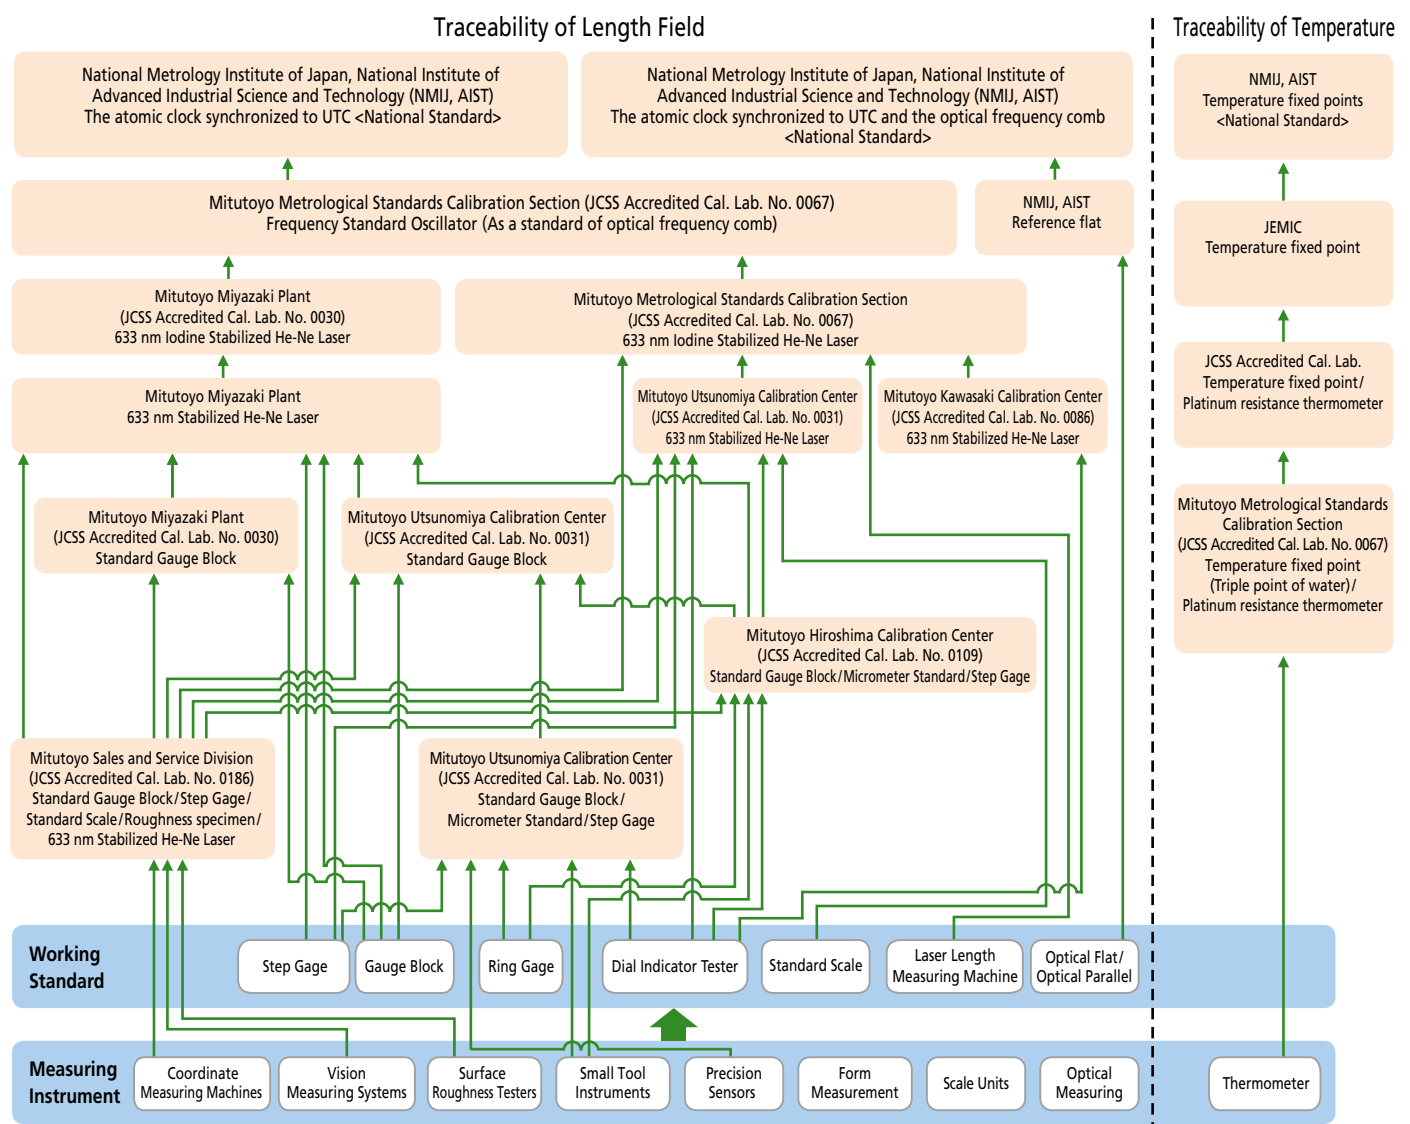 Traceability of Length Field
Traceability of Temperature
National Metrology Institute of Japan, National Institute of
Advanced Industrial Science and Technology (NMIJ, AIST)
The atomic clock synchronized to UTC <National Standard>
National Metrology Institute of Japan, National Institute of
Advanced Industrial Science and Technology (NMIJ, AIST)
The atomic clock synchronized to UTC and the optical frequency comb
<National Standard>
NMIJ, AIST
Temperature fixed points
<National Standard>
Mitutoyo Metrological Standards Calibration Section (JCSS Accredited Cal. Lab. No. 0067)
Frequency Standard Oscillator (As a standard of optical frequency comb)
NMIJ, AIST
Reference flat
JEMIC
Temperature fixed point
Mitutoyo Miyazaki Plant
(JCSS Accredited Cal. Lab. No. 0030)
633 nm Iodine Stabilized He-Ne Laser
Mitutoyo Metrological Standards Calibration Section
(JCSS Accredited Cal. Lab. No. 0067)
633 nm Iodine Stabilized He-Ne Laser
JCSS Accredited Cal. Lab.
Temperature fixed point/
Platinum resistance thermometer
Mitutoyo Miyazaki Plant
633 nm Stabilized He-Ne Laser
Mitutoyo Utsunomiya Calibration Center
(JCSS Accredited Cal. Lab. No. 0031)
633 nm Stabilized He-Ne Laser
Mitutoyo Kawasaki Calibration Center
(JCSS Accredited Cal. Lab. No. 0086)
633 nm Stabilized He-Ne Laser
Mitutoyo Miyazaki Plant
(JCSS Accredited Cal. Lab. No. 0030)
Standard Gauge Block
Mitutoyo Utsunomiya Calibration Center
(JCSS Accredited Cal. Lab. No. 0031)
Standard Gauge Block
Mitutoyo Metrological Standards
Calibration Section
(JCSS Accredited Cal. Lab. No. 0067)
Temperature fixed point
(Triple point of water)/
Platinum resistance thermometer
Mitutoyo Hiroshima Calibration Center
(JCSS Accredited Cal. Lab. No. 0109)
Standard Gauge Block/Micrometer Standard/Step Gage
Mitutoyo Sales and Service Division
(JCSS Accredited Cal. Lab. No. 0186)
Standard Gauge Block/Step Gage/
Standard Scale/Roughness specimen/
633 nm Stabilized He-Ne Laser
Mitutoyo Utsunomiya Calibration Center
(JCSS Accredited Cal. Lab. No. 0031)
Standard Gauge Block/
Micrometer Standard/Step Gage
Working
Standard
Step Gage
Gauge Block
Ring Gage
Dial Indicator Tester
Standard Scale
Laser Length
Measuring Machine
Optical Flat/
Optical Parallel
Measuring
Instrument
Coordinate
Measuring Machines
Vision
Measuring Systems
Surface
Roughness Testers
Small Tool
Instruments
Precision
Sensors
Form
Measurement
Scale Units
Optical
Measuring
Thermometer